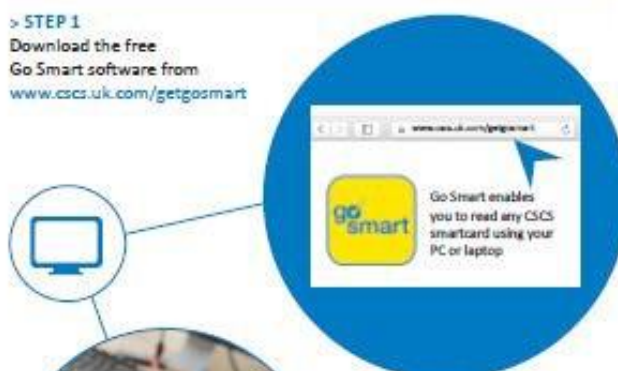 > STEP 1
Download the free
Go Smart software from
www.cscs.uk.com/getgosmart
www.cscs.uk.com/getgosmart
go
smart
Go Smart enables
you to read any CSCS
smartcard using your
PC or laptop